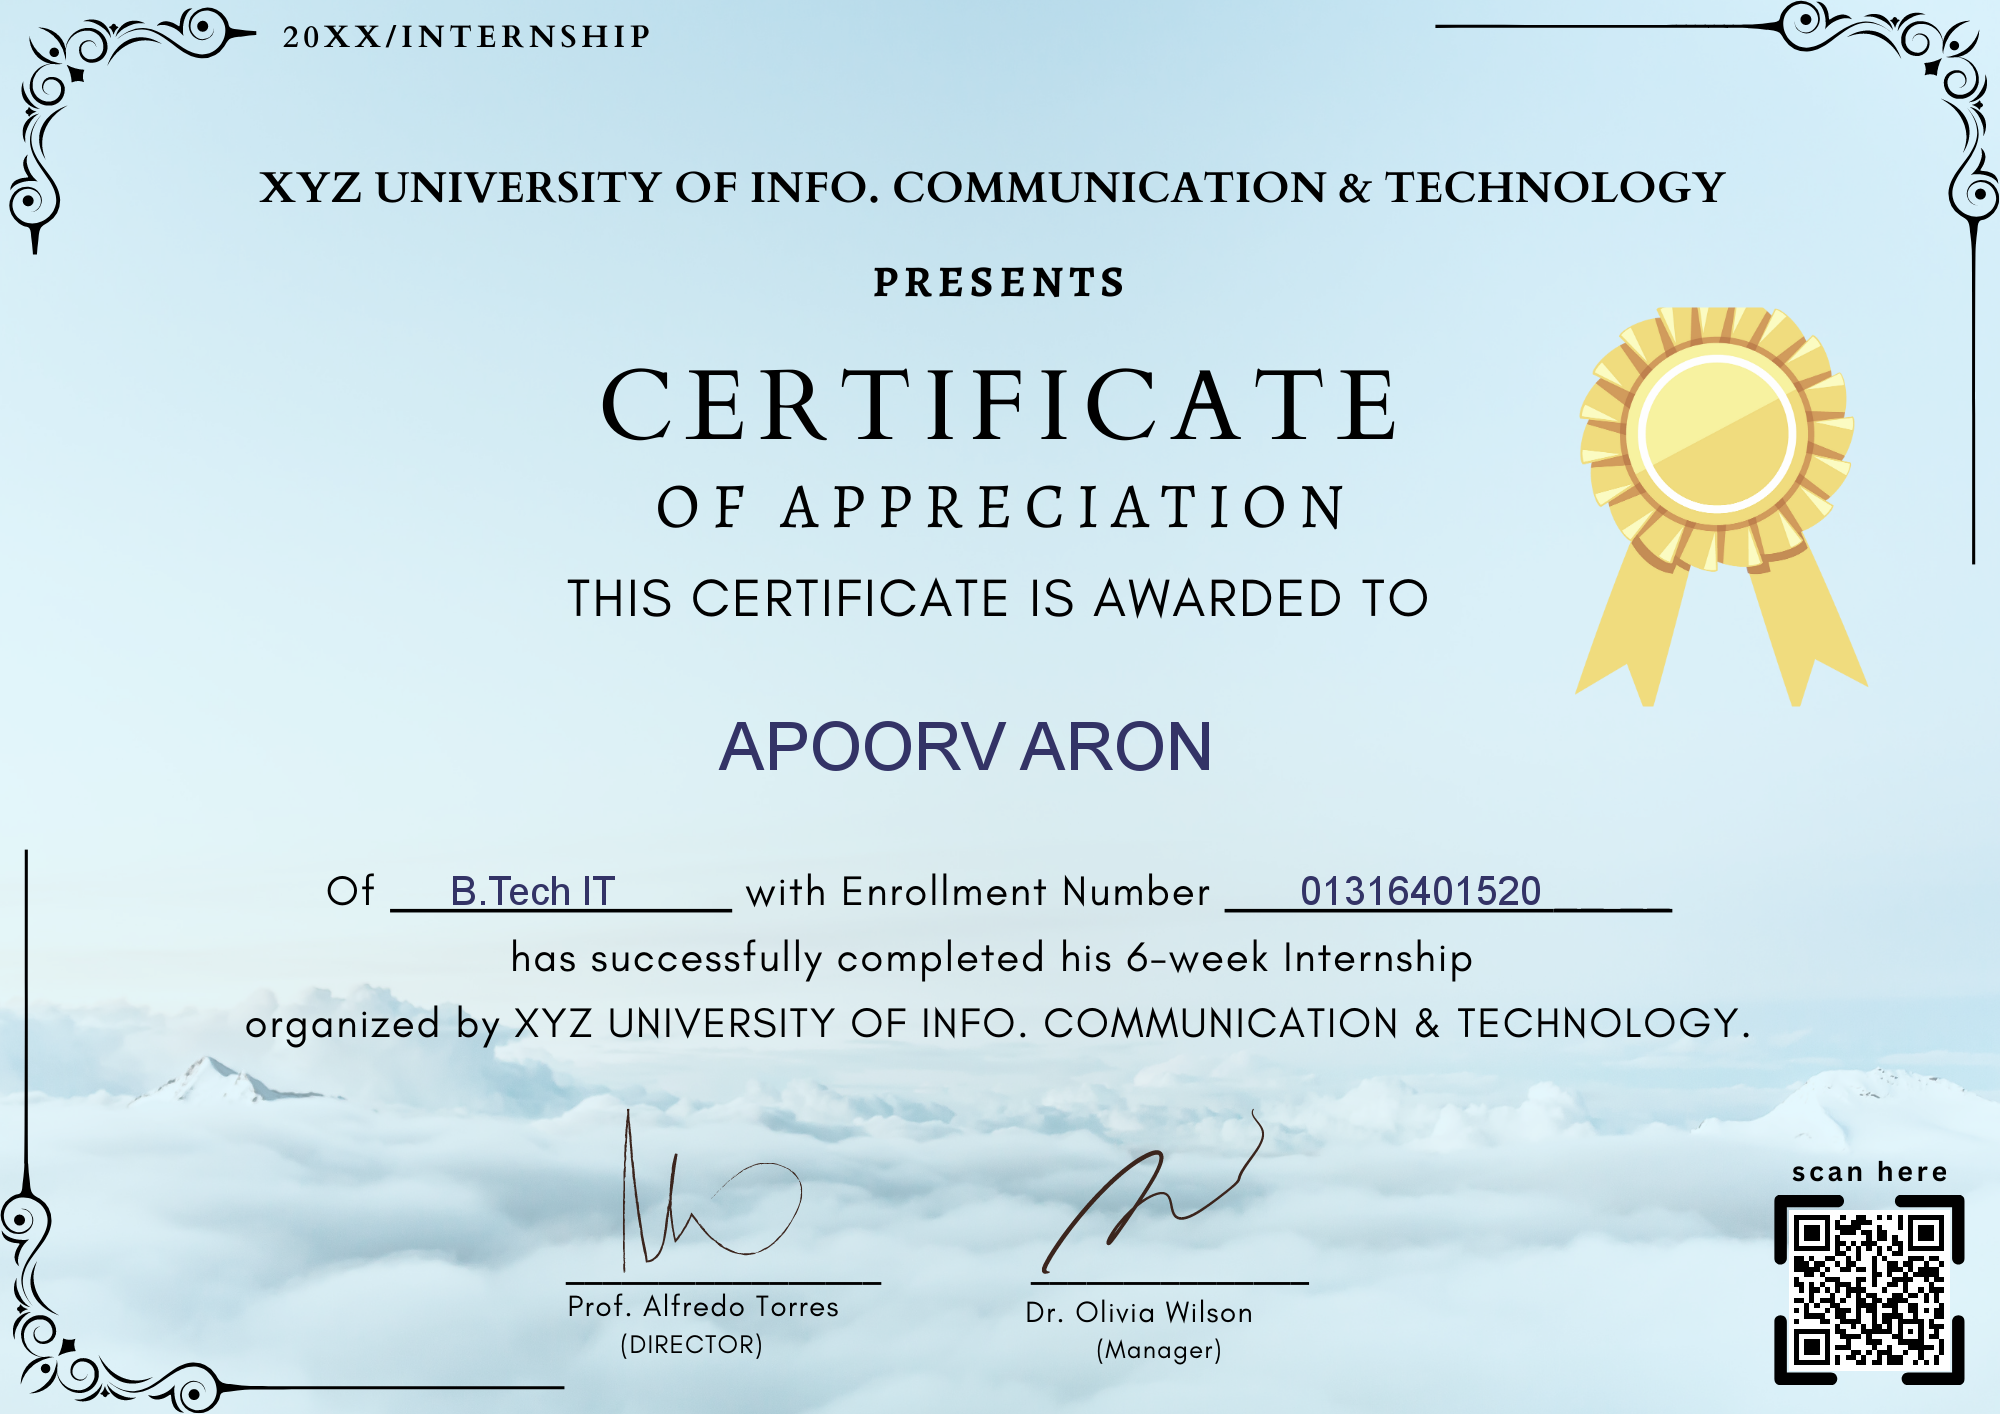 20XX/INTERNSHIP
XYZ UNIVERSITY OF INFO. COMMUNICATION & TECHNOLOGY
PRESENTS
CERTIFICATE
OF APPRECIATION
THIS CERTIFICATE IS AWARDED TO
APOORV ARON
Of B.Tech IT with Enrollment Number 01316401520
has successfully completed his 6-week Internship
organized by XYZ UNIVERSITY OF INFO. COMMUNICATION & TECHNOLOGY.
scan here
Prof. Alfredo Torres
(DIRECTOR)
Dr. Olivia Wilson
(Manager)